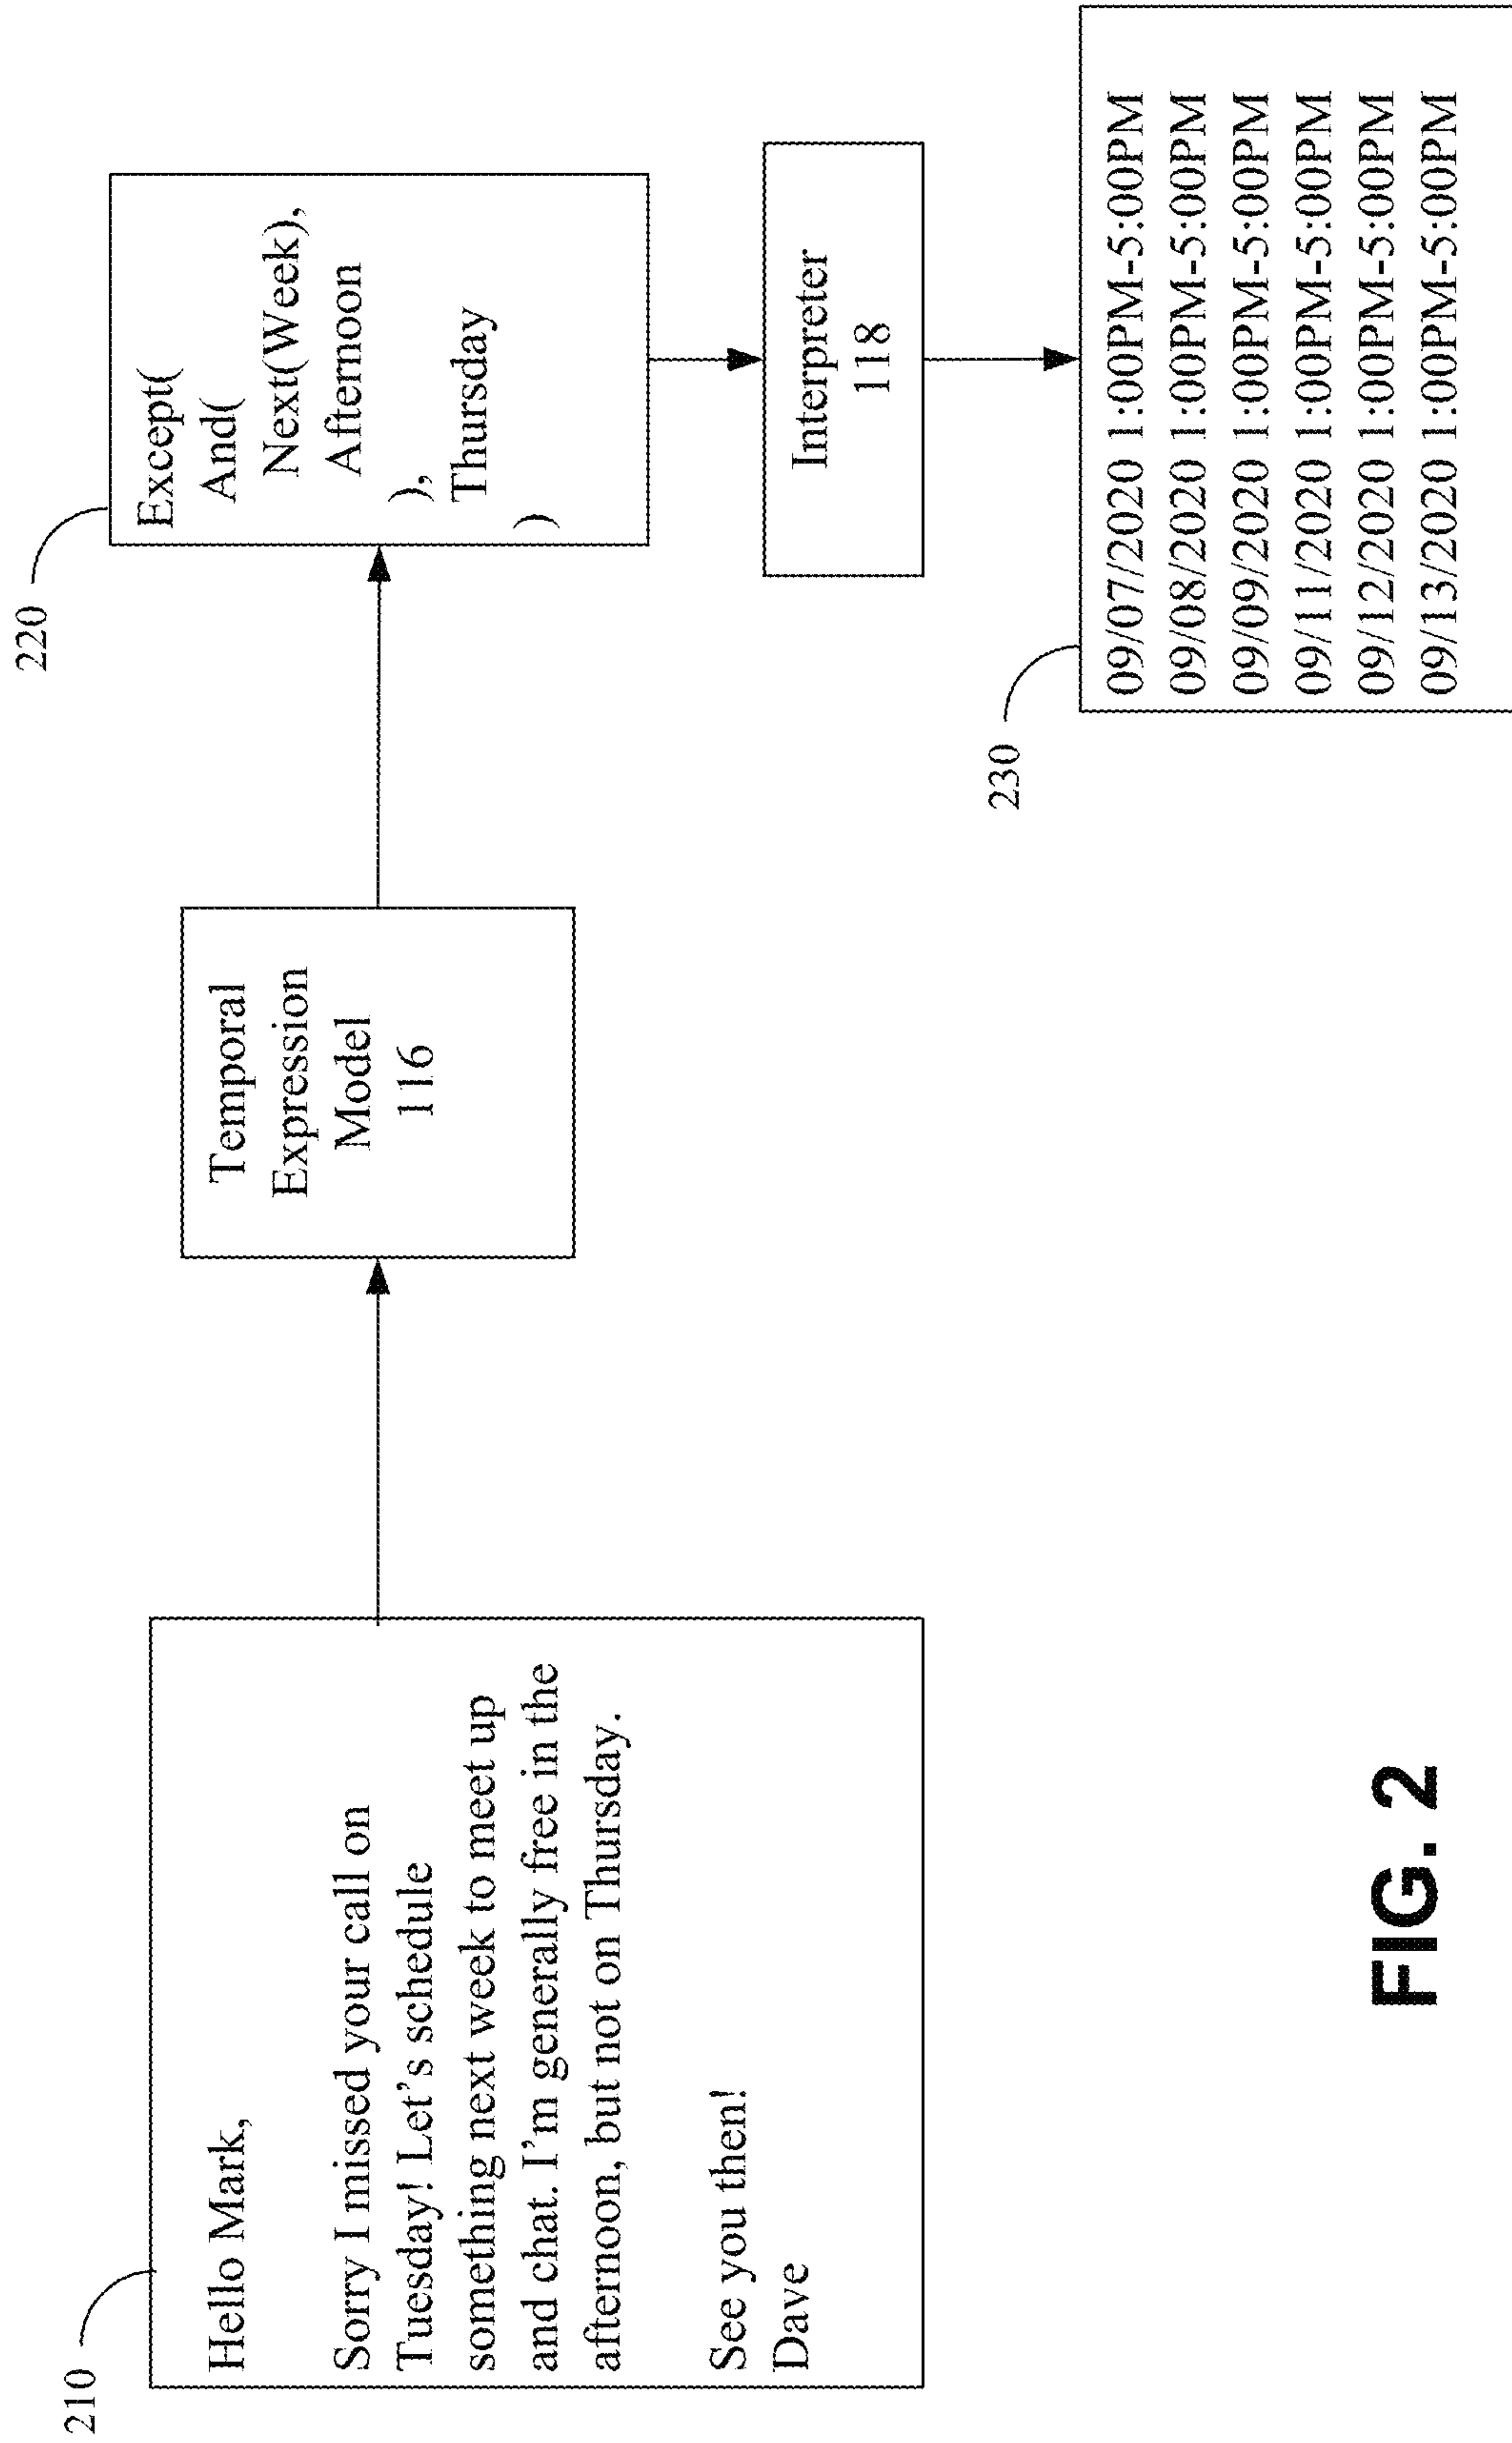 210
Hello Mark,
Sorry I missed your call on
Tuesday! Let's schedule
something next week to meet up
and chat. I'm generally free in the
afternoon, but not on Thursday.
See you then!
Dave
Temporal
Expression
Model
116
220
Except(
And(
Next(Week),
Afternoon
),
Thursday
)
Interpreter
118
230
09/07/2020 1:00PM-5:00PM
09/08/2020 1:00PM-5:00PM
09/09/2020 1:00PM-5:00PM
09/11/2020 1:00PM-5:00PM
09/12/2020 1:00PM-5:00PM
09/13/2020 1:00PM-5:00PM
FIG. 2